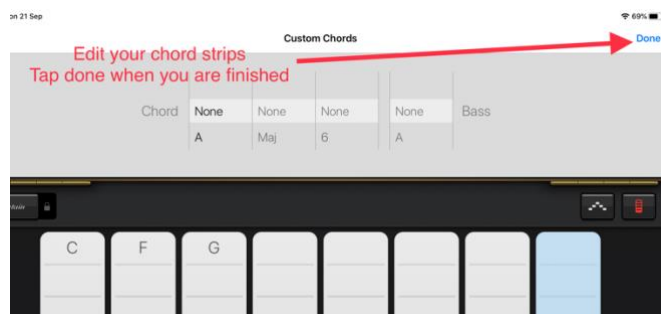 on 21 Sep
69%
Custom Chords
Done
Edit your chord strips
Tap done when you are finished
Chord None None None None Bass
A Maj 6 A
C F G